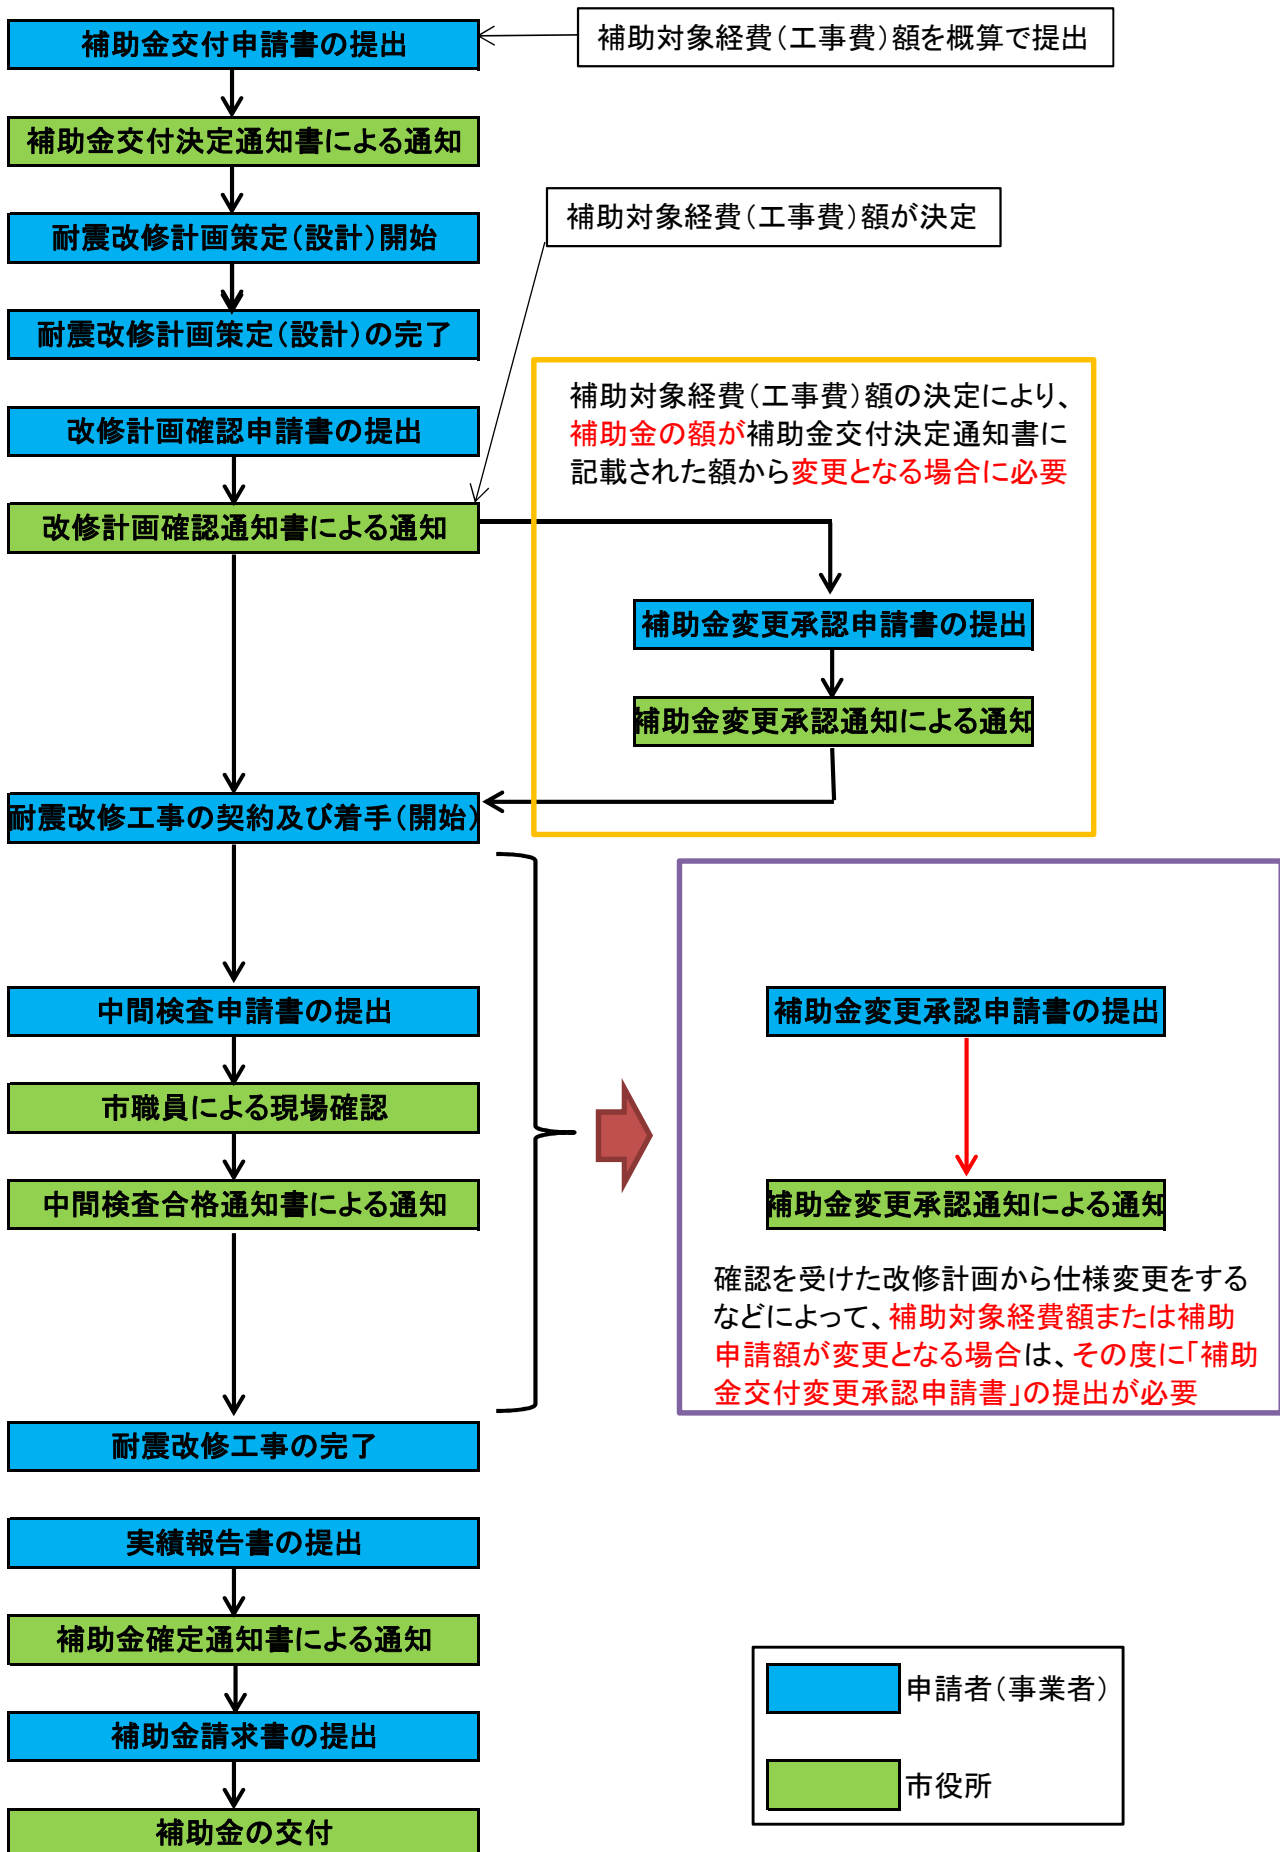 補助金交付申請書の提出
補助対象経費（工事費）額を概算で提出
補助金交付決定通知書による通知
耐震改修計画策定（設計）開始
補助対象経費（工事費）額が決定
耐震改修計画策定（設計）の完了
改修計画確認申請書の提出
改修計画確認通知書による通知
補助対象経費（工事費）額の決定により、
補助金の額が補助金交付決定通知書に
記載された額から変更となる場合に必要
補助金変更承認申請書の提出
補助金変更承認通知による通知
耐震改修工事の契約及び着手（開始）
中間検査申請書の提出
市職員による現場確認
中間検査合格通知書による通知
補助金変更承認申請書の提出
補助金変更承認通知による通知
確認を受けた改修計画から仕様変更をする
などによって、補助対象経費額または補助
申請額が変更となる場合は、その度に「補助
金交付変更承認申請書」の提出が必要
耐震改修工事の完了
実績報告書の提出
補助金確定通知書による通知
補助金請求書の提出
補助金の交付
申請者（事業者）
市役所